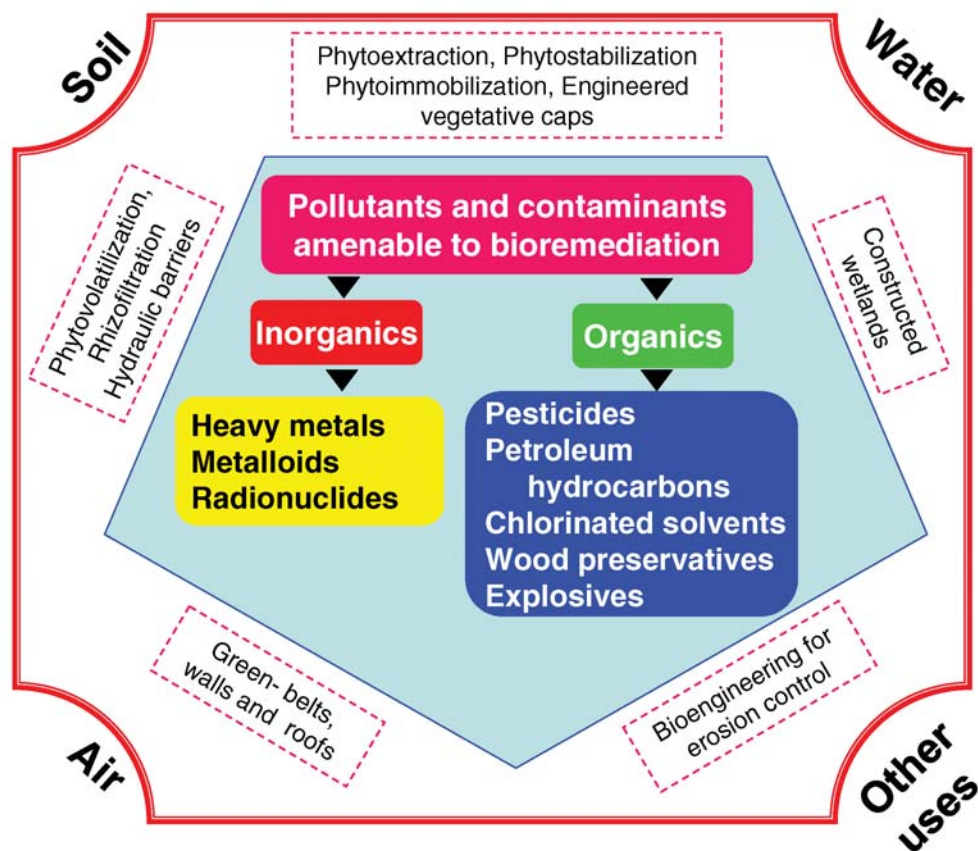 Soil
Water
Phytoextraction, Phytostabilization
Phytoimmobilization, Engineered
vegetative caps
Phytovolatilization,
Rhizofiltration
Hydraulic barriers
Pollutants and contaminants
amenable to bioremediation
Constructed
wetlands
Inorganics
Organics
Heavy metals
Metalloids
Radionuclides
Pesticides
Petroleum
hydrocarbons
Chlorinated solvents
Wood preservatives
Explosives
Green- belts,
walls and roofs
Bioengineering for
erosion control
Air
Other
uses